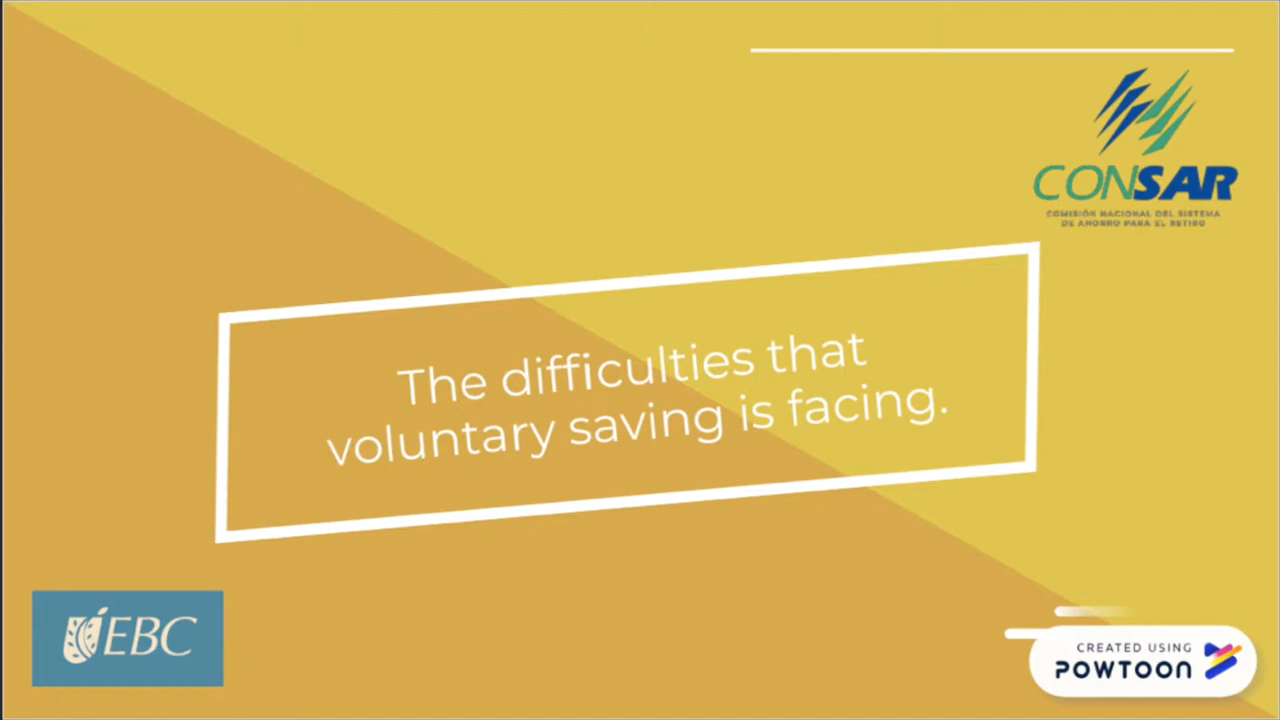 CONSAR
COMISIÓN NACIONAL DEL SISTEMA
DE AHORRO PARA EL RETIRO
The difficulties that
voluntary saving is facing.
EBC
CREATED USING
POWTOON